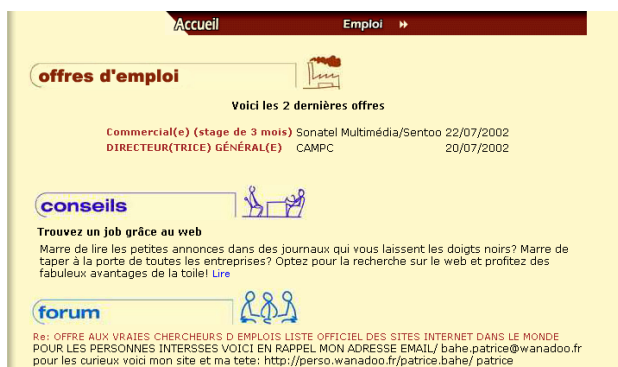 Accueil Emploi
offres d'emploi
Voici les 2 dernières offres
Commercial(e) (stage de 3 mois) Sonatel Multimédia/Sentoo 22/07/2002
DIRECTEUR(TRICE) GÉNÉRAL(E) CAMPC 20/07/2002
conseils
Trouvez un job grâce au web
Marre de lire les petites annonces dans des journaux qui vous laissent les doigts noirs? Marre de
taper à la porte de toutes les entreprises? Optez pour la recherche sur le web et profitez des
fabuleux avantages de la toile! Lire
forum
Re: OFFRE AUX VRAIES CHERCHEURS D EMPLOIS LISTE OFFICIEL DES SITES INTERNET DANS LE MONDE
POUR LES PERSONNES INTERSSES VOICI EN RAPPEL MON ADRESSE EMAIL/ bahe.patrice@wanadoo.fr
pour les curieux voici mon site et ma tete: http://perso.wanadoo.fr/patrice.bahe/ patrice